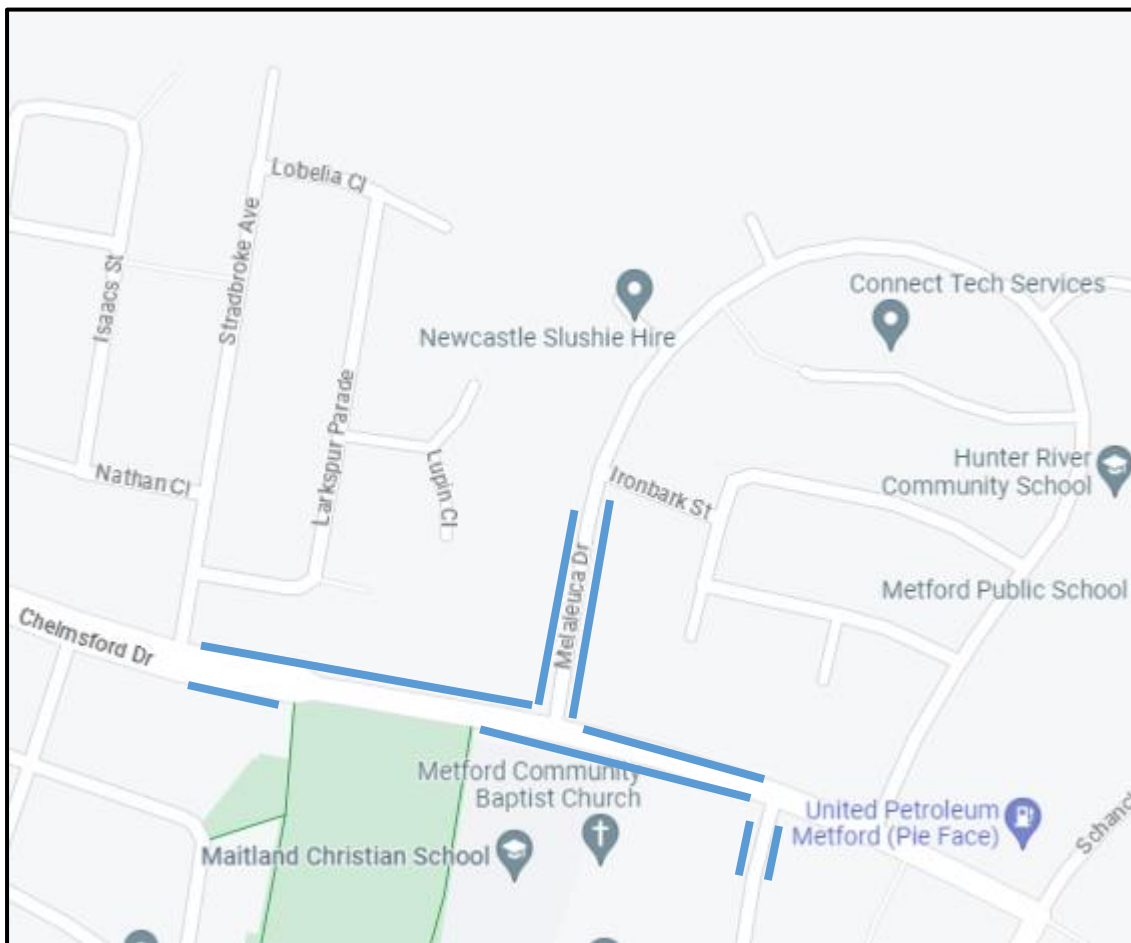 Lobelia Cl
Stradbroke Ave
Isaacs St
Connect Tech Services
Newcastle Slushie Hire
Larkspur Parade
Lupin Cl
Nathan Cl
Ironbark St
Hunter River
Community School
Melaleuca Dr
Metford Public School
Chelmsford Dr
Metford Community
Baptist Church
United Petroleum
Metford (Pie Face)
Maitland Christian School